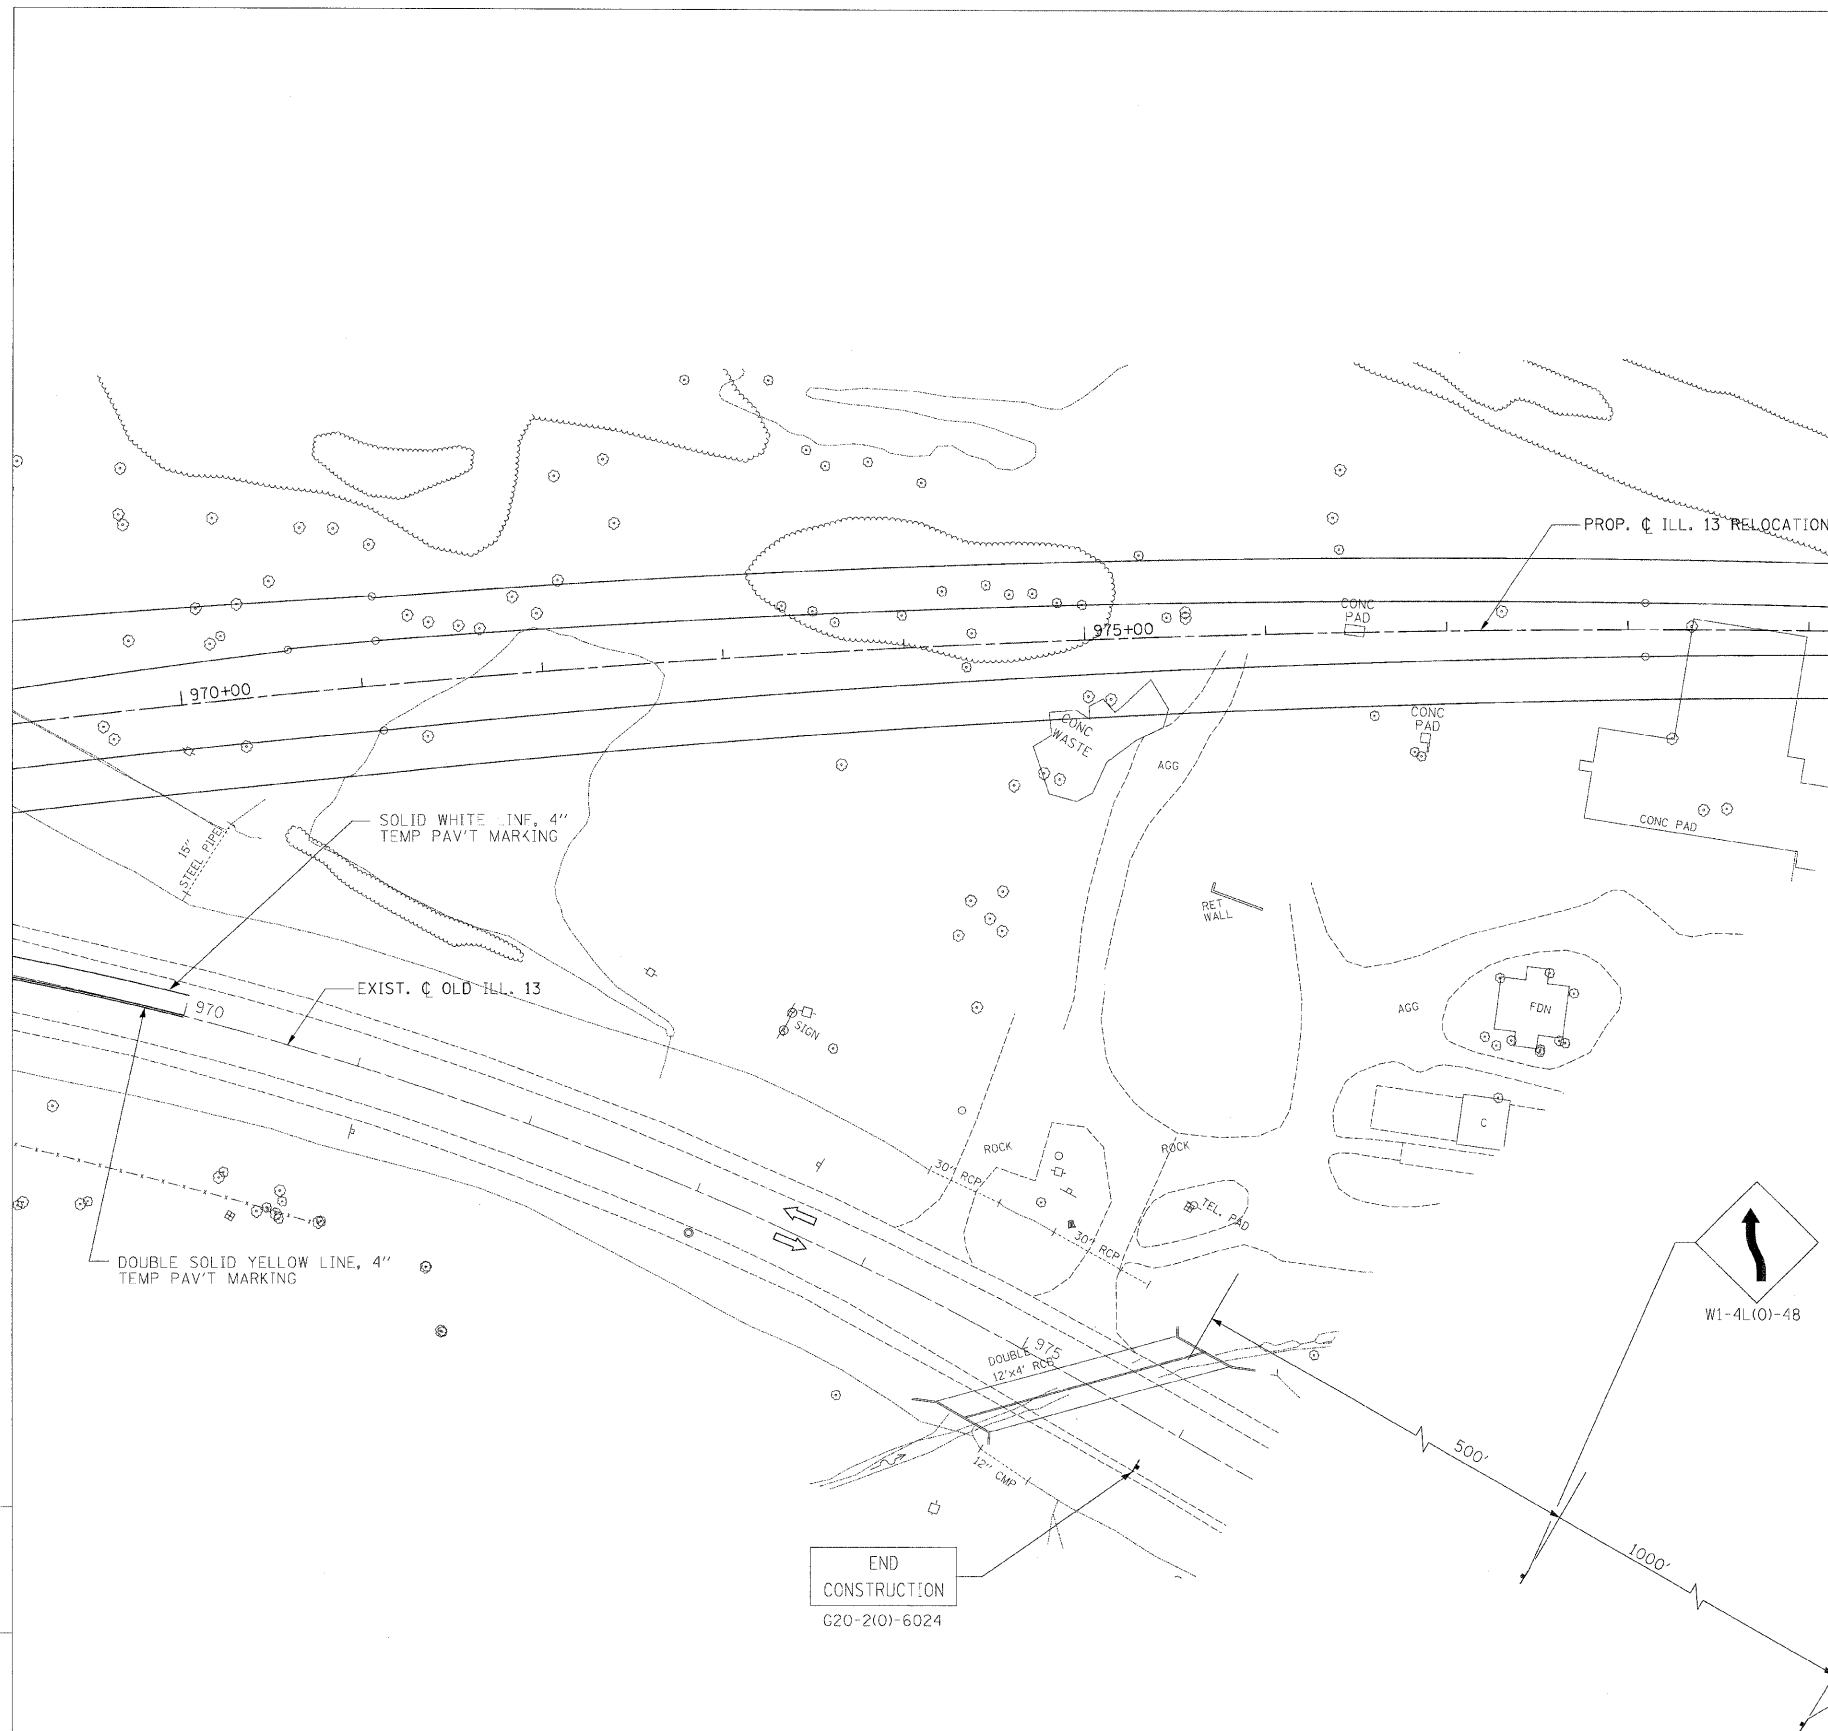 PROP. ℄ ILL. 13 RELOCATION
CONC
PAD
975+00
970+00
CONC
WASTE
CONC
PAD
AGG
SOLID WHITE LINE, 4"
TEMP PAV'T MARKING
15"
STEEL PIPE
CONC PAD
RET
WALL
EXIST. ℄ OLD ILL. 13
970
SIGN
AGG
FDN
C
ROCK
ROCK
30" RCP
TEL. PAD
30" RCP
DOUBLE SOLID YELLOW LINE, 4"
TEMP PAV'T MARKING
W1-4L(O)-48
975
DOUBLE
12'x4' RCB
500'
12" CMP
1000'
END
CONSTRUCTION
G20-2(O)-6024